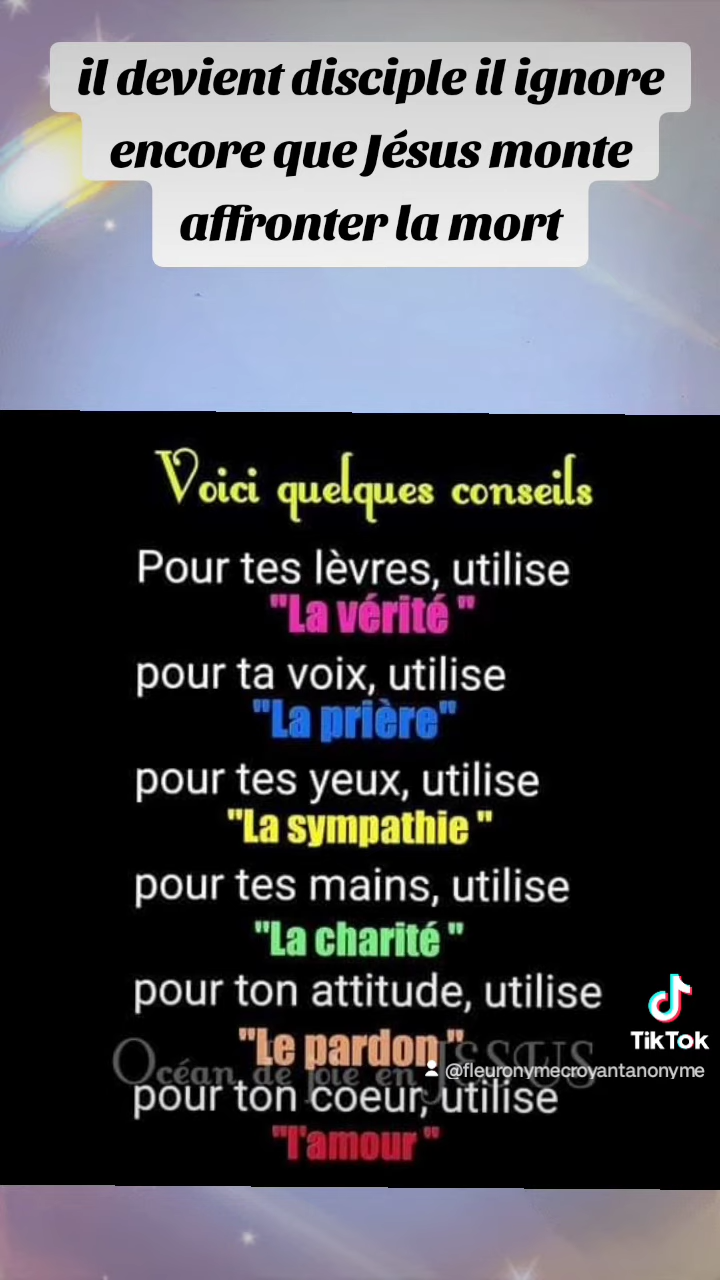 il devient disciple il ignore
encore que Jésus monte
affronter la mort
Voici quelques conseils
Pour tes lèvres, utilise
"La vérité "
pour ta voix, utilise
"La prière"
pour tes yeux, utilise
"La sympathie "
pour tes mains, utilise
"La charité "
pour ton attitude, utilise
TikTok
"Le pardon "
Océan de joie en JESUS
@fleuronymecroyantanonyme
pour ton coeur, utilise
"l'amour "